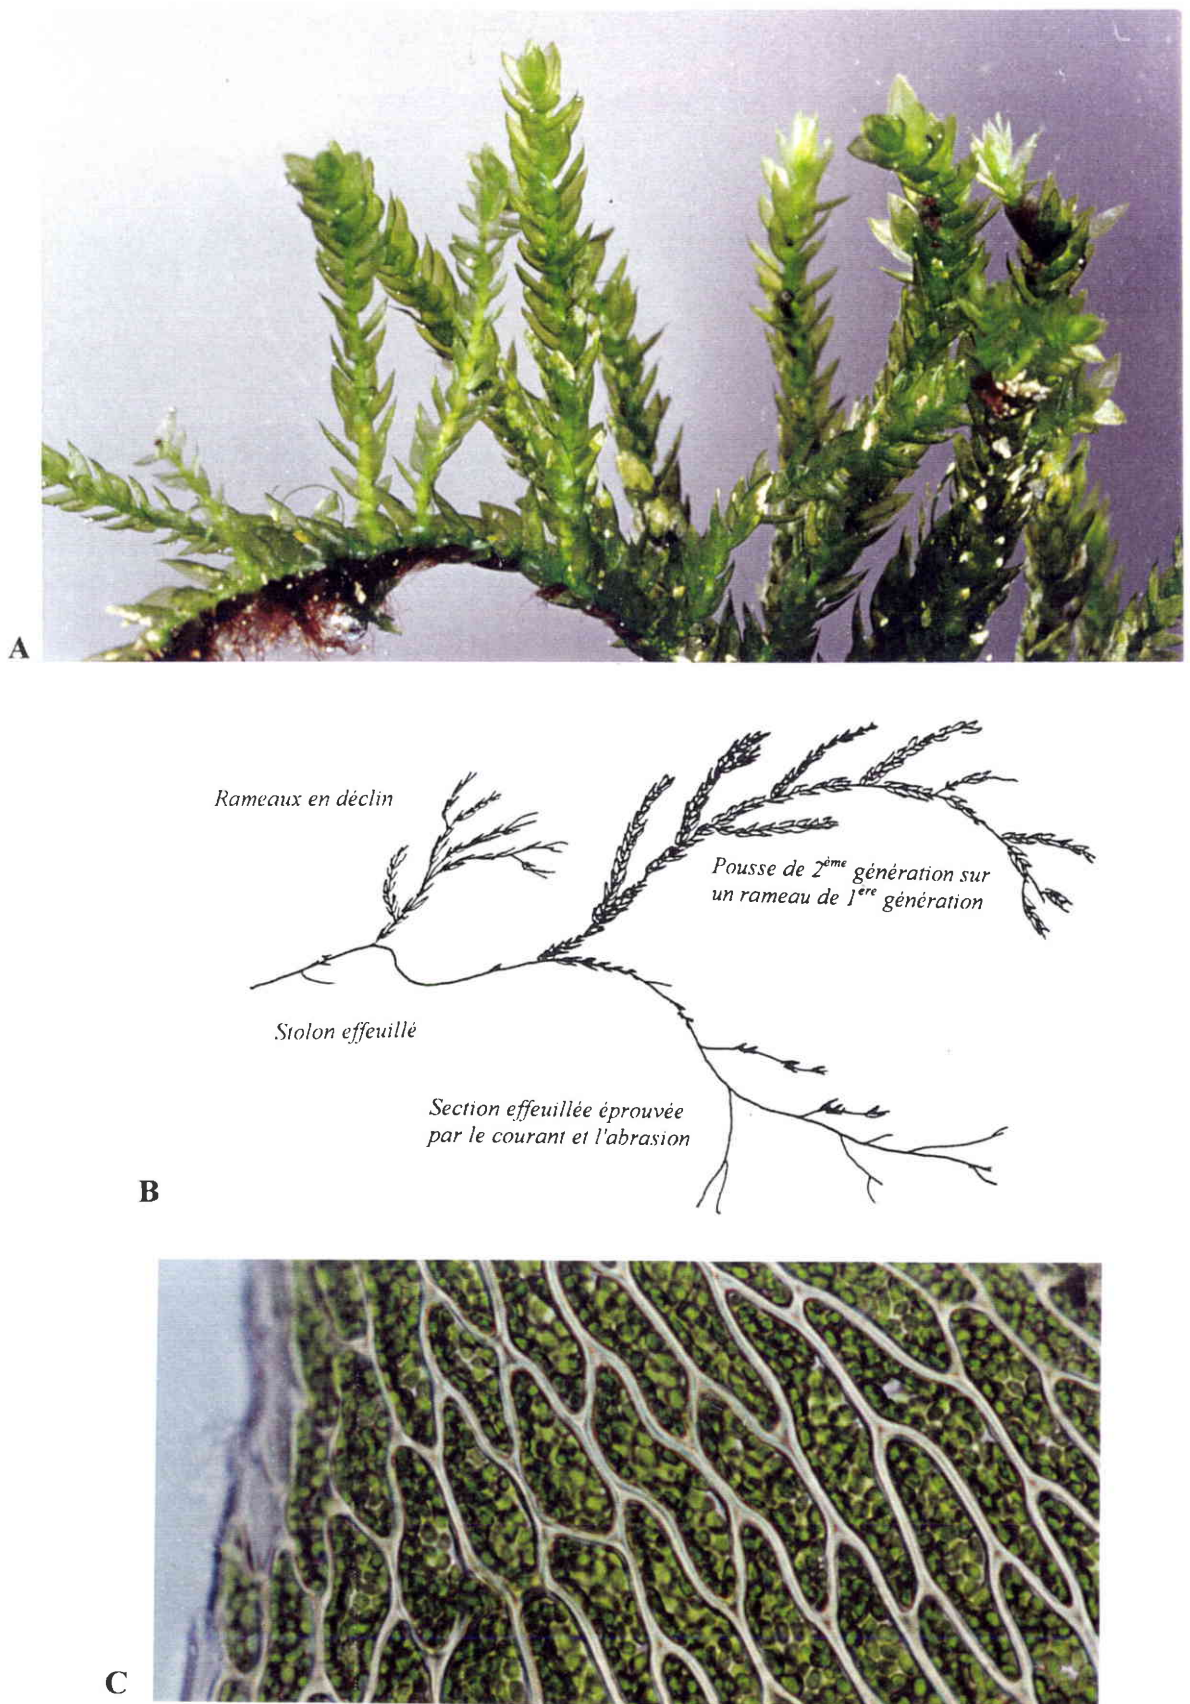 A
Rameaux en déclin
Pousse de 2ème génération sur
un rameau de 1ère génération
Stolon effeuillé
Section effeuillée éprouvée
par le courant et l'abrasion
B
C